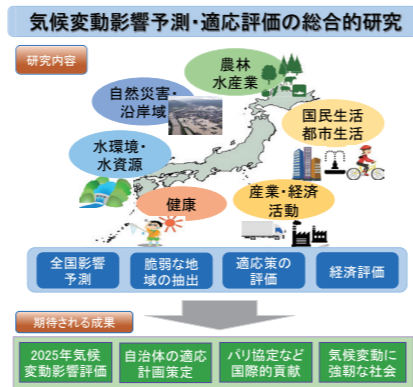 気候変動影響予測・適応評価の総合的研究
研究内容
農林
水産業
自然災害・
沿岸域
国民生活
都市生活
水環境・
水資源
健康
産業・経済
活動
全国影響
予測
脆弱な地
域の抽出
適応策の
評価
経済評価
期待される成果
2025年気候
変動影響評価
自治体の適応
計画策定
パリ協定など
国際的貢献
気候変動に
強靭な社会